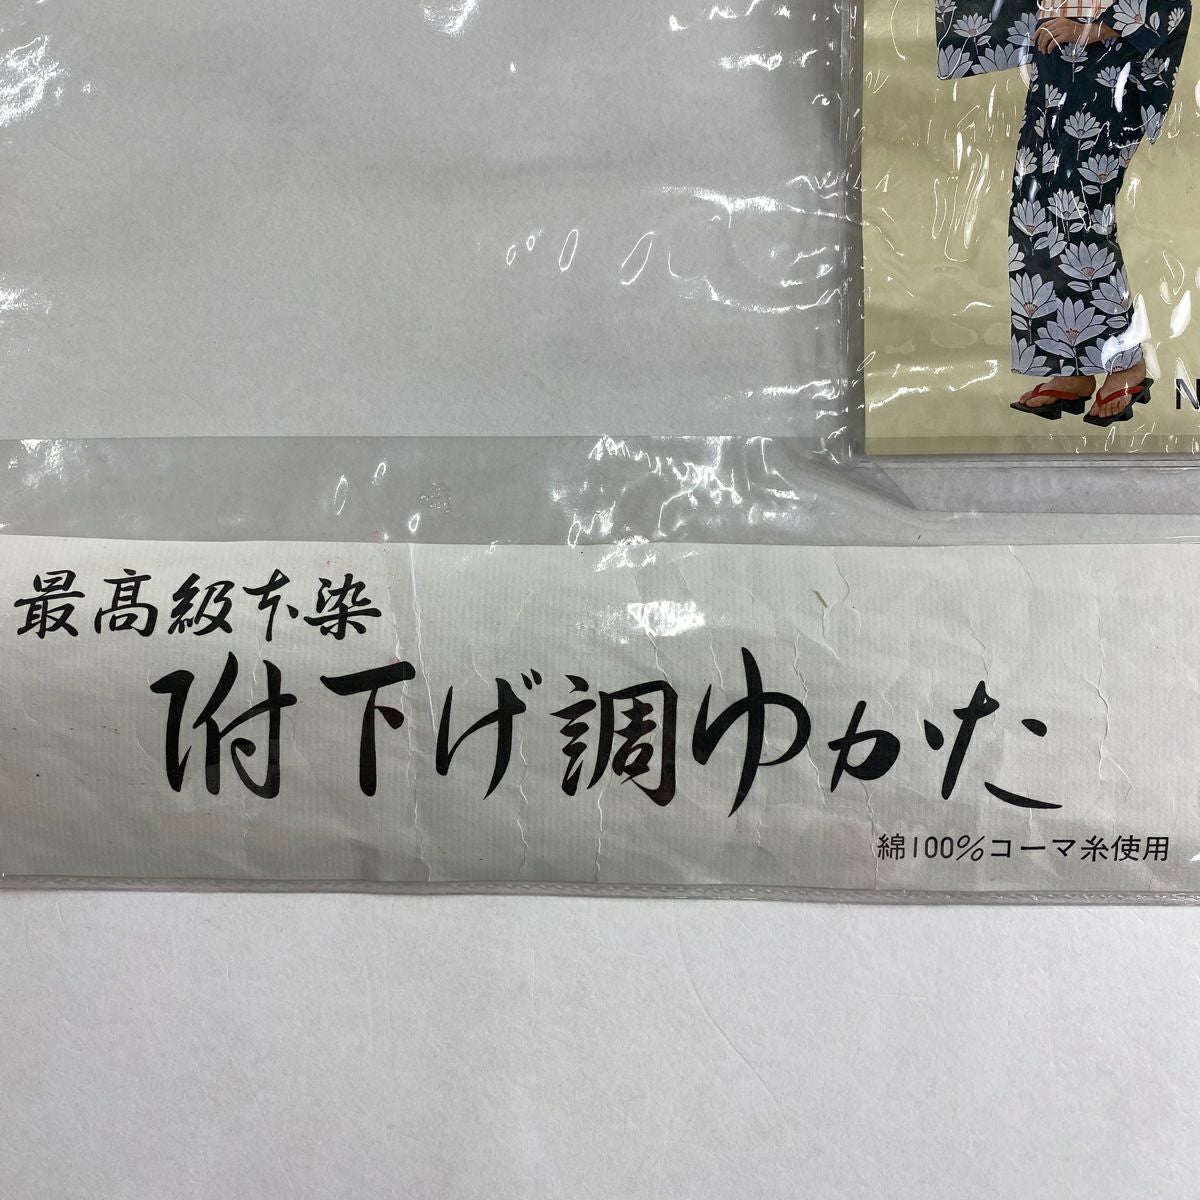 N
最高級本染
附下げ調ゆかた
綿100%コーマ糸使用